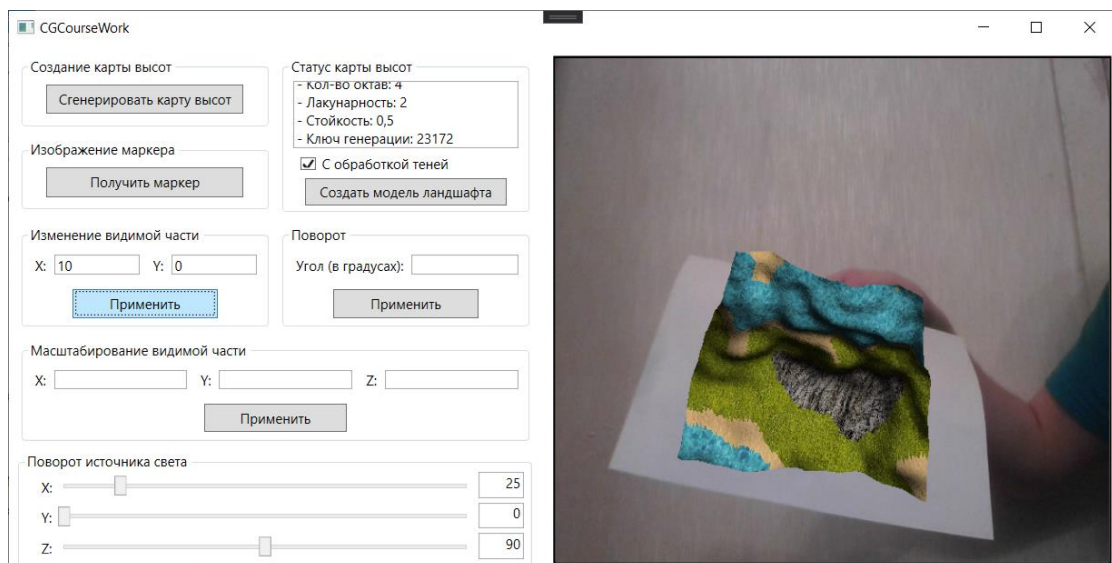 CGCourseWork
Создание карты высот
Сгенерировать карту высот
Изображение маркера
Получить маркер
Статус карты высот
- Кол-во октав: 4
- Лакунарность: 2
- Стойкость: 0,5
- Ключ генерации: 23172
С обработкой теней
Создать модель ландшафта
Изменение видимой части
X: 10 Y: 0
Применить
Поворот
Угол (в градусах):
Применить
Масштабирование видимой части
X: Y: Z:
Применить
Поворот источника света
X: 25
Y: 0
Z: 90